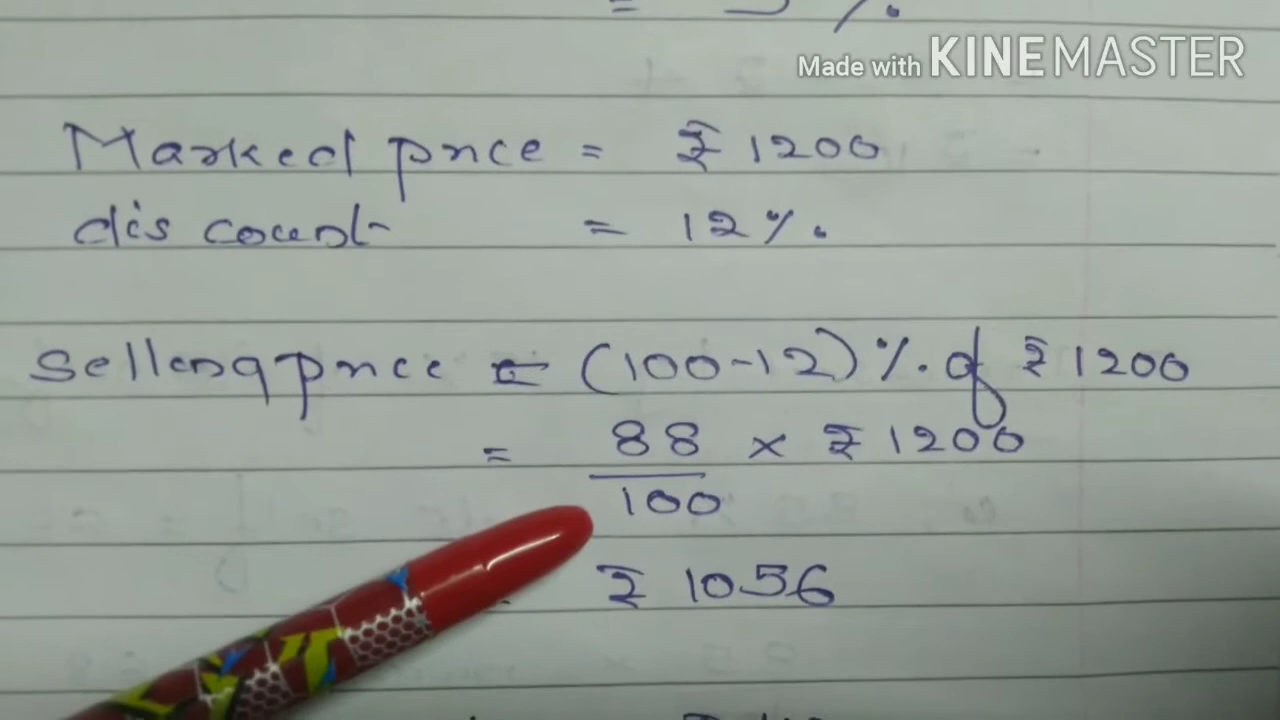 Made with KINEMASTER
Marked price = ₹ 1200
discount = 12%.
Selling price = (100-12)%. of ₹ 1200
= 88/100 x ₹ 1200
₹ 1056